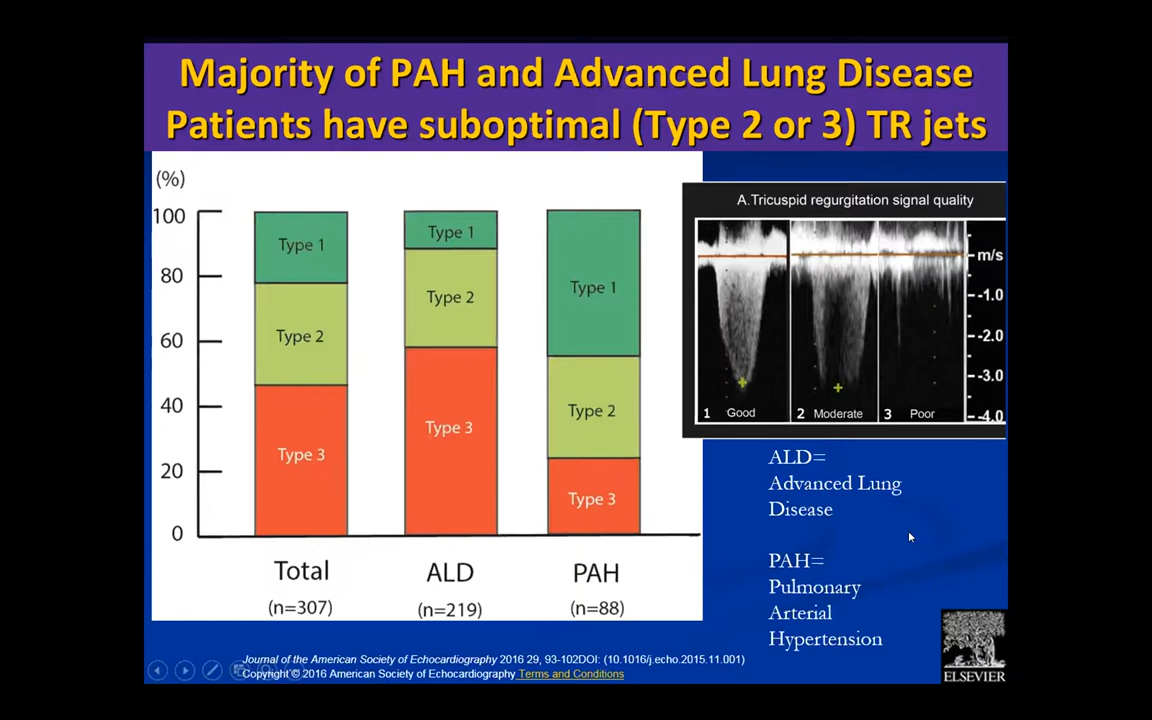 Majority of PAH and Advanced Lung Disease
Patients have suboptimal (Type 2 or 3) TR jets
(%)
100
80
60
40
20
0
Type 1
Type 2
Type 3
Type 1
Type 2
Type 3
Type 1
Type 2
Type 3
Total
(n=307)
ALD
(n=219)
PAH
(n=88)
A.Tricuspid regurgitation signal quality
m/s
-1.0
-2.0
-3.0
-4.0
1 Good
2 Moderate
3 Poor
ALD=
Advanced Lung
Disease
PAH=
Pulmonary
Arterial
Hypertension
Journal of the American Society of Echocardiography 2016 29, 93-102DOI: (10.1016/j.echo.2015.11.001)
Copyright © 2016 American Society of Echocardiography Terms and Conditions
ELSEVIER